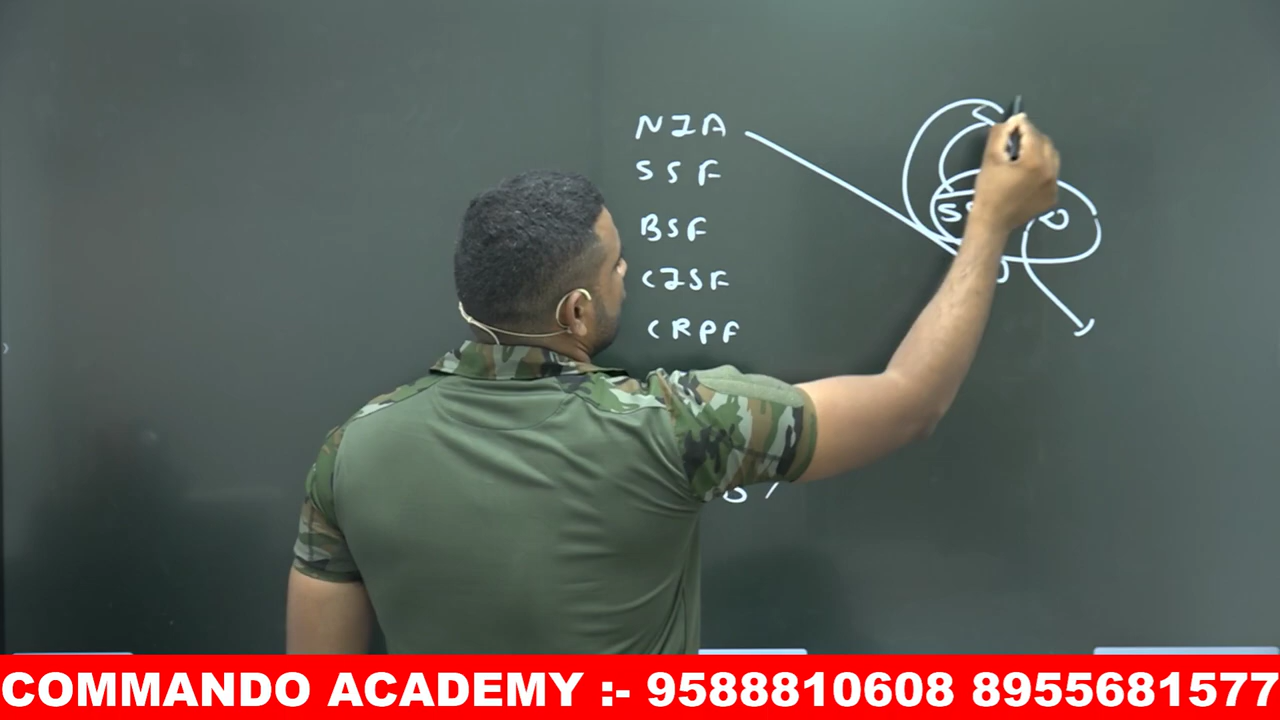 NIA
SSF
BSF
CISF
CRPF
COMMANDO ACADEMY :- 9588810608 8955681577